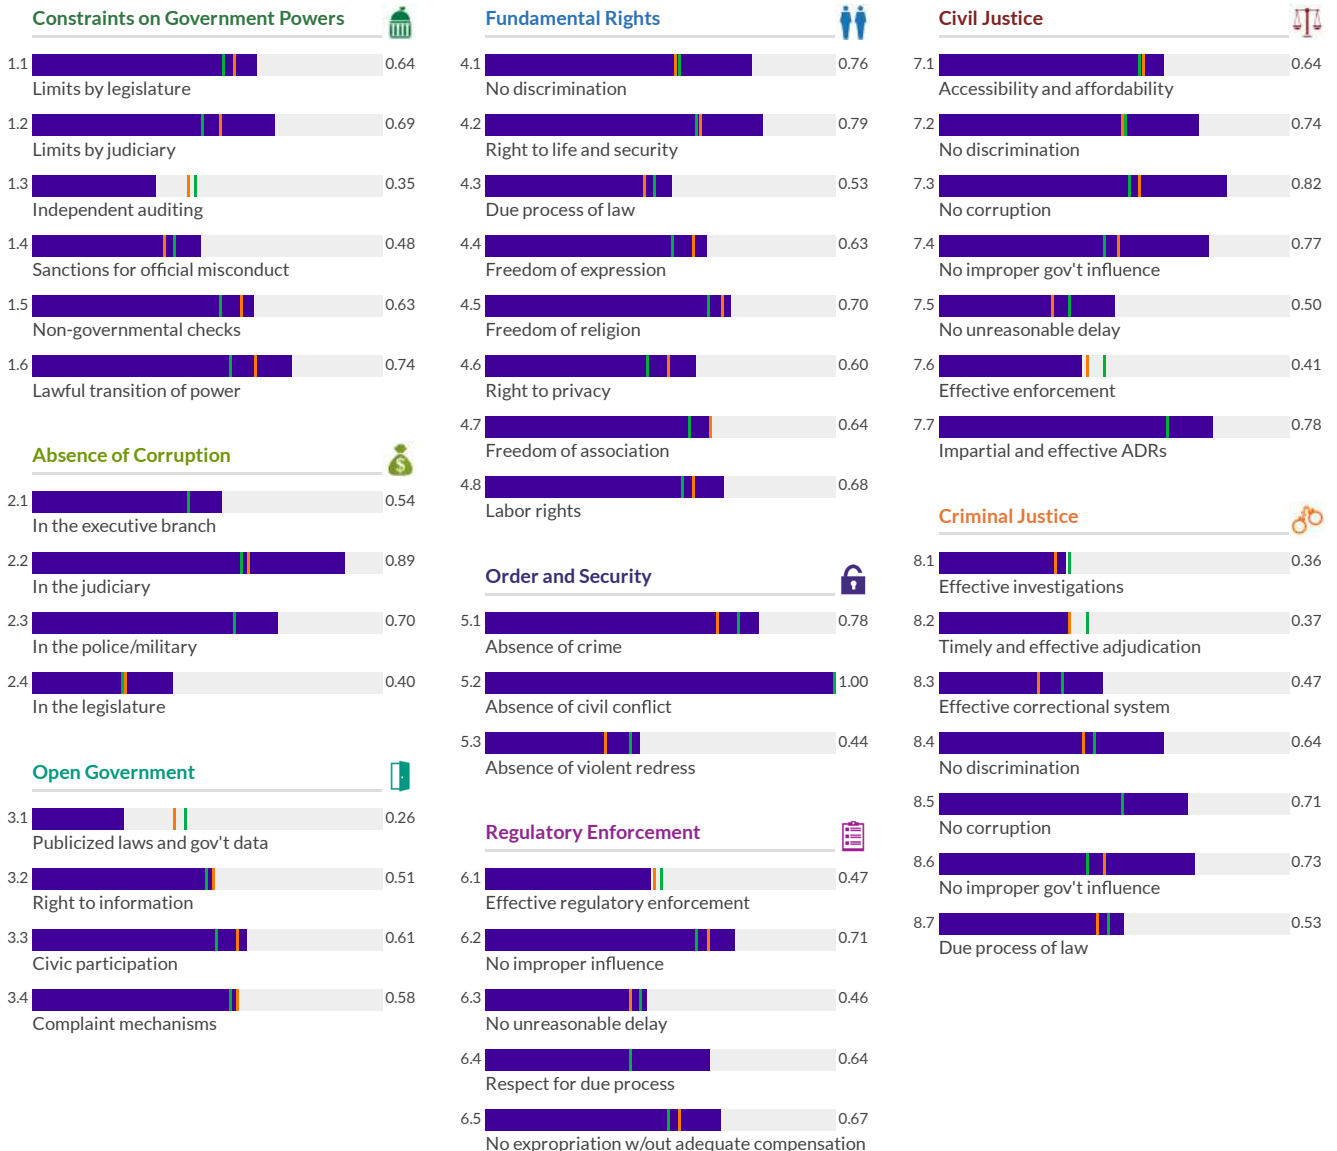 Constraints on Government Powers
1.1 0.64
Limits by legislature
1.2 0.69
Limits by judiciary
1.3 0.35
Independent auditing
1.4 0.48
Sanctions for official misconduct
1.5 0.63
Non-governmental checks
1.6 0.74
Lawful transition of power
Absence of Corruption
$
2.1 0.54
In the executive branch
2.2 0.89
In the judiciary
2.3 0.70
In the police/military
2.4 0.40
In the legislature
Open Government
3.1 0.26
Publicized laws and gov't data
3.2 0.51
Right to information
3.3 0.61
Civic participation
3.4 0.58
Complaint mechanisms
Fundamental Rights
4.1 0.76
No discrimination
4.2 0.79
Right to life and security
4.3 0.53
Due process of law
4.4 0.63
Freedom of expression
4.5 0.70
Freedom of religion
4.6 0.60
Right to privacy
4.7 0.64
Freedom of association
4.8 0.68
Labor rights
Order and Security
5.1 0.78
Absence of crime
5.2 1.00
Absence of civil conflict
5.3 0.44
Absence of violent redress
Regulatory Enforcement
6.1 0.47
Effective regulatory enforcement
6.2 0.71
No improper influence
6.3 0.46
No unreasonable delay
6.4 0.64
Respect for due process
6.5 0.67
No expropriation w/out adequate compensation
Civil Justice
7.1 0.64
Accessibility and affordability
7.2 0.74
No discrimination
7.3 0.82
No corruption
7.4 0.77
No improper gov't influence
7.5 0.50
No unreasonable delay
7.6 0.41
Effective enforcement
7.7 0.78
Impartial and effective ADRs
Criminal Justice
8.1 0.36
Effective investigations
8.2 0.37
Timely and effective adjudication
8.3 0.47
Effective correctional system
8.4 0.64
No discrimination
8.5 0.71
No corruption
8.6 0.73
No improper gov't influence
8.7 0.53
Due process of law